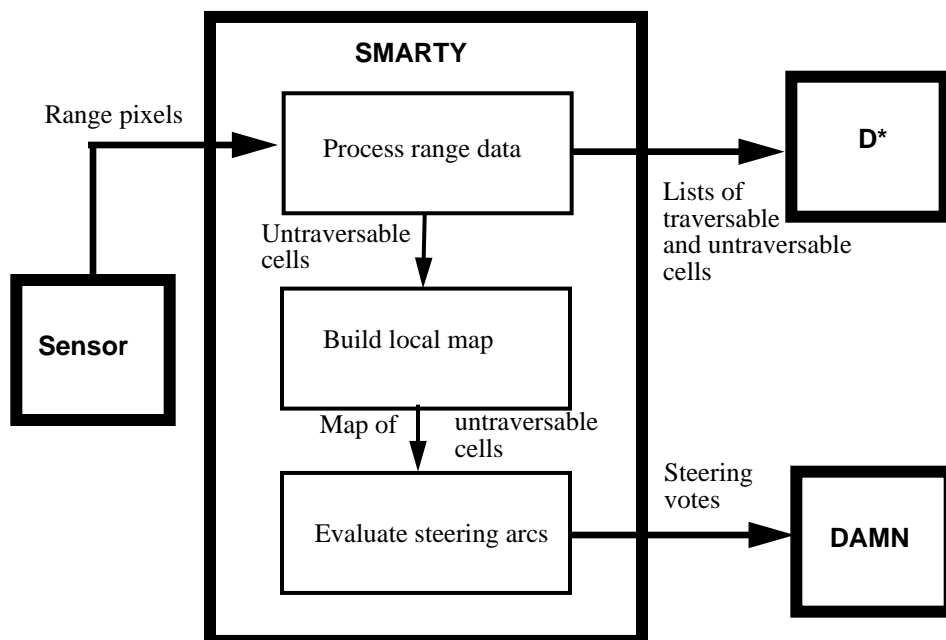 SMARTY
Range pixels
Process range data
D*
Lists of
traversable
and untraversable
cells
Untraversable
cells
Sensor
Build local map
Map of untraversable
cells
Steering
votes
Evaluate steering arcs
DAMN